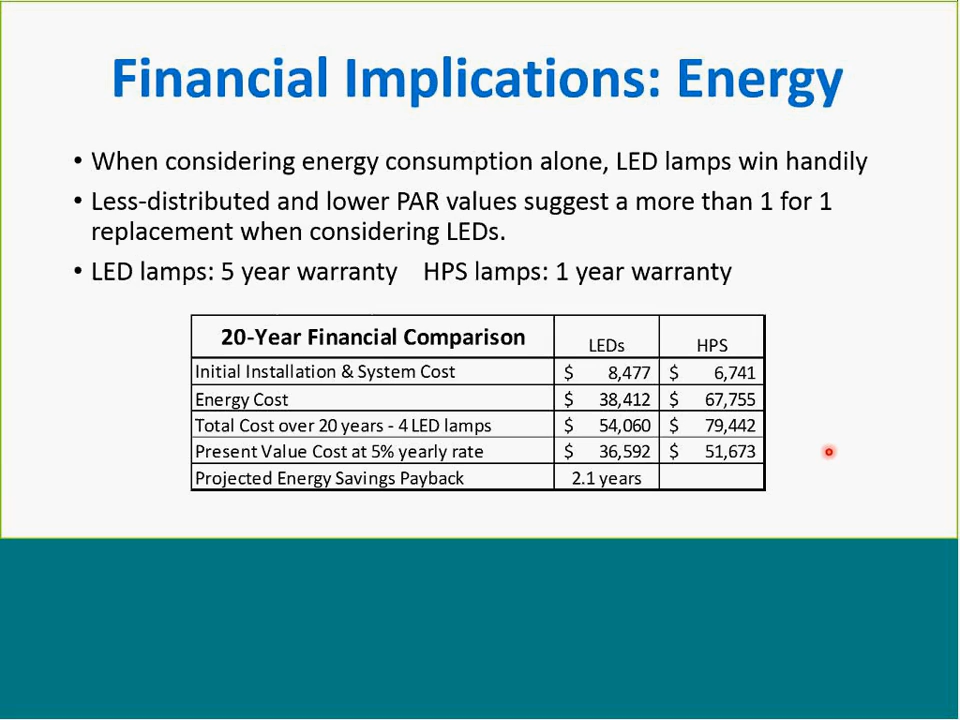 Financial Implications: Energy
• When considering energy consumption alone, LED lamps win handily
• Less-distributed and lower PAR values suggest a more than 1 for 1
replacement when considering LEDs.
• LED lamps: 5 year warranty HPS lamps: 1 year warranty
20-Year Financial Comparison LEDs HPS
Initial Installation & System Cost $ 8,477 $ 6,741
Energy Cost $ 38,412 $ 67,755
Total Cost over 20 years - 4 LED lamps $ 54,060 $ 79,442
Present Value Cost at 5% yearly rate $ 36,592 $ 51,673
Projected Energy Savings Payback 2.1 years